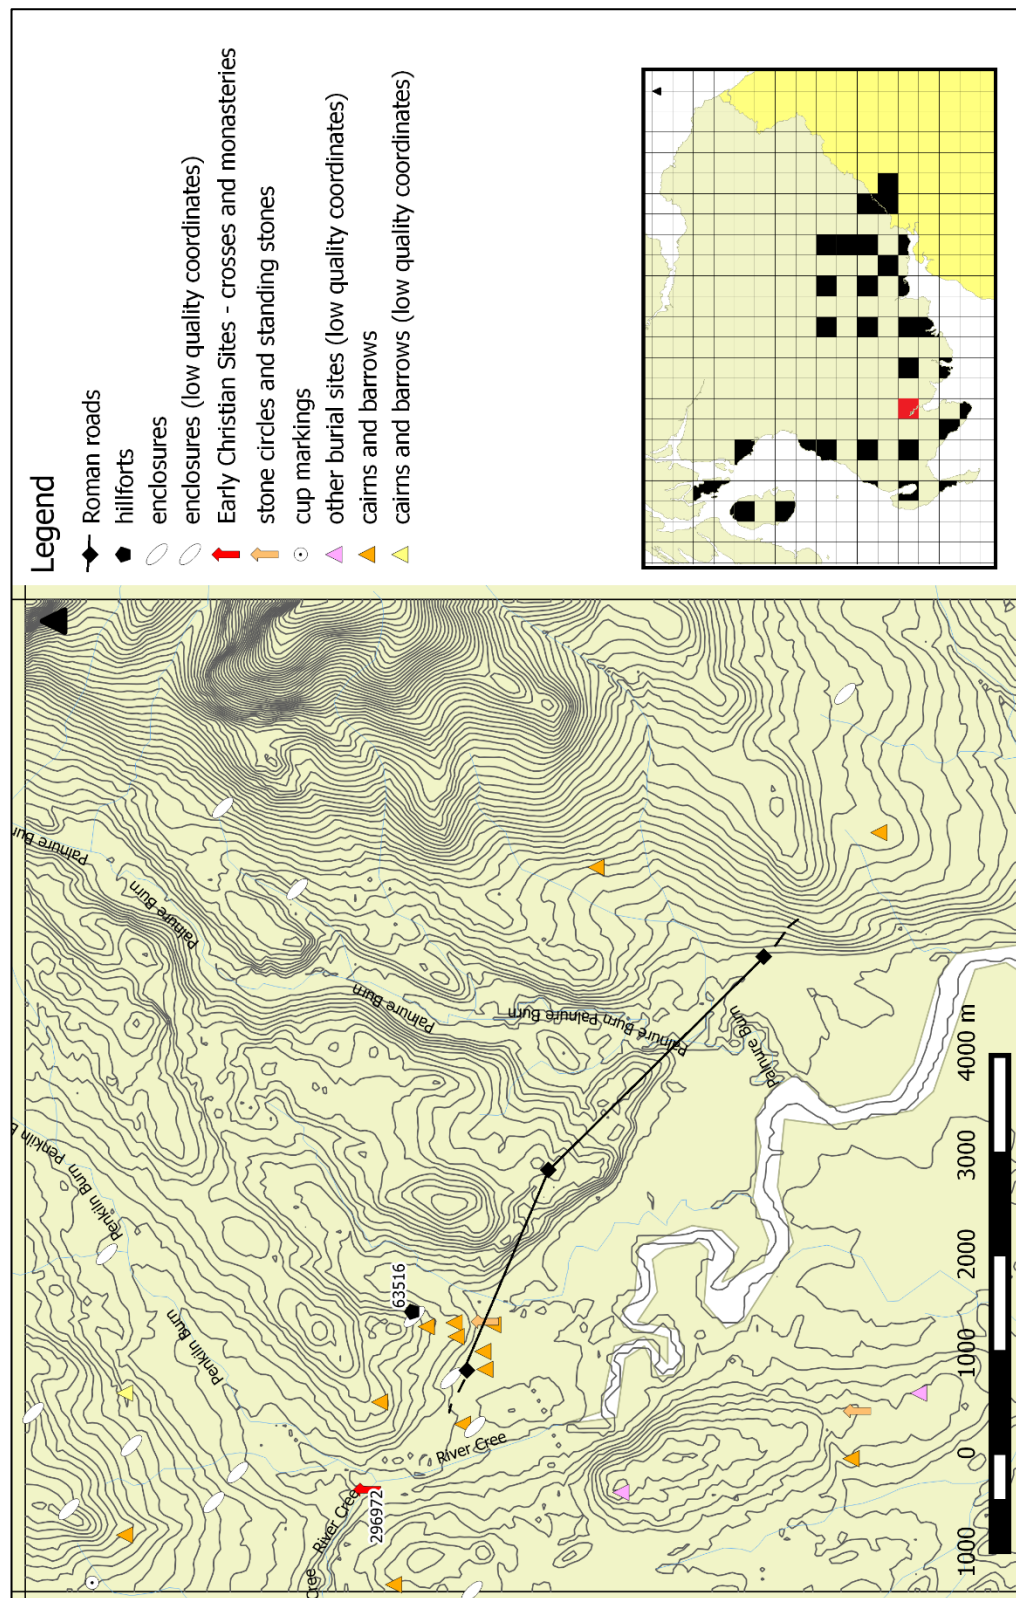 Legend
Roman roads
hillforts
enclosures
enclosures (low quality coordinates)
Early Christian Sites - crosses and monasteries
stone circles and standing stones
cup markings
other burial sites (low quality coordinates)
cairns and barrows
cairns and barrows (low quality coordinates)
Palnure Bur
Palnure Burn
Palnure Burn
Palnure Burn
Palnure Burn
Palnure Burn
Palnure Burn
Penkiln B
Penkiln Burn
Penkiln Burn
63516
River Cree
River Cree
Cree
296972
1000 0 1000 2000 3000 4000 m